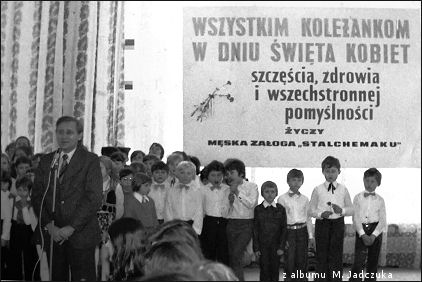 WSZYSTKIM KOLEŻANKOM
W DNIU ŚWIĘTA KOBIET
szczęścia, zdrowia
i wszechstronnej
pomyślności
ŻYCZY
MĘSKA ZAŁOGA „STALCHEMAKU"
z albumu M. Jadczuka